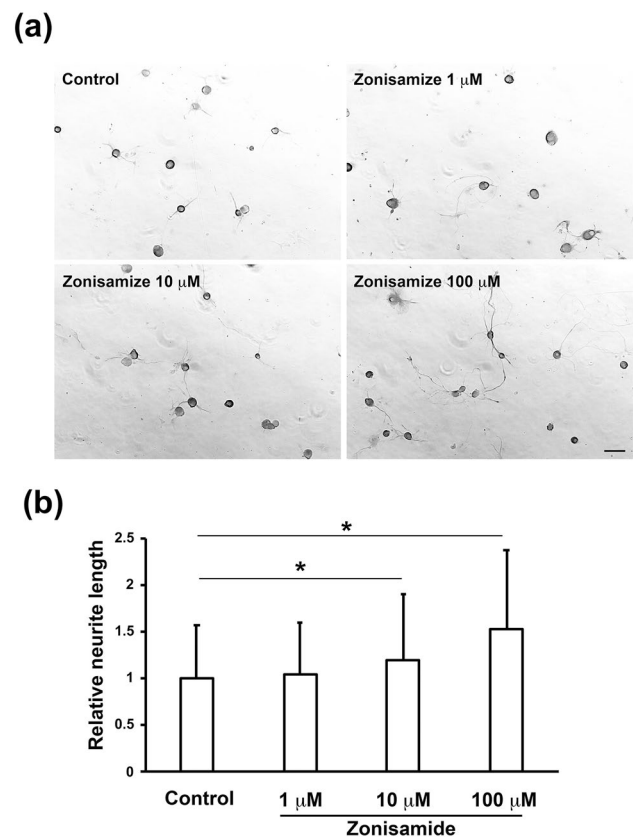 (a)
Control
Zonisamize 1 μM
Zonisamize 10 μM
Zonisamize 100 μM
(b)
Relative neurite length
2.5
2
1.5
1
0.5
0
*
*
Control
1 μM
10 μM
100 μM
Zonisamide